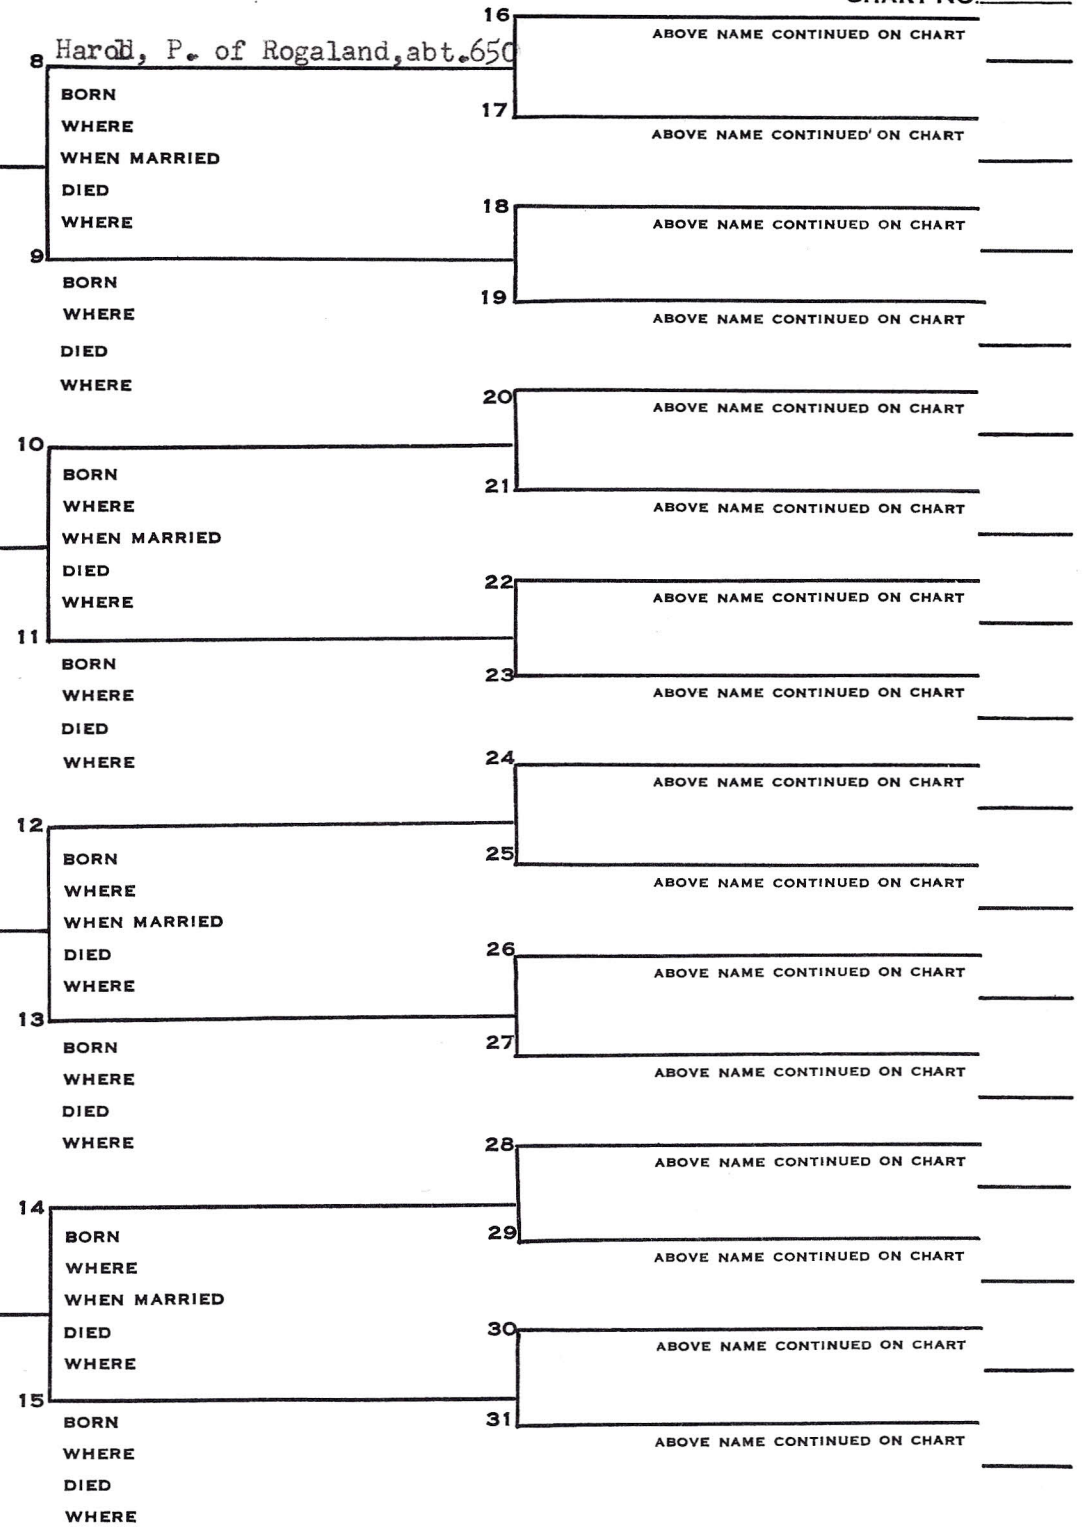 16
ABOVE NAME CONTINUED ON CHART
8 Harold, P. of Rogaland,abt.650
BORN
17
WHERE
ABOVE NAME CONTINUED ON CHART
WHEN MARRIED
DIED
18
WHERE
ABOVE NAME CONTINUED ON CHART
9
BORN
19
WHERE
ABOVE NAME CONTINUED ON CHART
DIED
WHERE
20
ABOVE NAME CONTINUED ON CHART
10
BORN
21
WHERE
ABOVE NAME CONTINUED ON CHART
WHEN MARRIED
DIED
22
WHERE
ABOVE NAME CONTINUED ON CHART
11
BORN
23
WHERE
ABOVE NAME CONTINUED ON CHART
DIED
WHERE
24
ABOVE NAME CONTINUED ON CHART
12
BORN
25
WHERE
ABOVE NAME CONTINUED ON CHART
WHEN MARRIED
DIED
26
WHERE
ABOVE NAME CONTINUED ON CHART
13
BORN
27
WHERE
ABOVE NAME CONTINUED ON CHART
DIED
WHERE
28
ABOVE NAME CONTINUED ON CHART
14
BORN
29
WHERE
ABOVE NAME CONTINUED ON CHART
WHEN MARRIED
DIED
30
WHERE
ABOVE NAME CONTINUED ON CHART
15
BORN
31
WHERE
ABOVE NAME CONTINUED ON CHART
DIED
WHERE